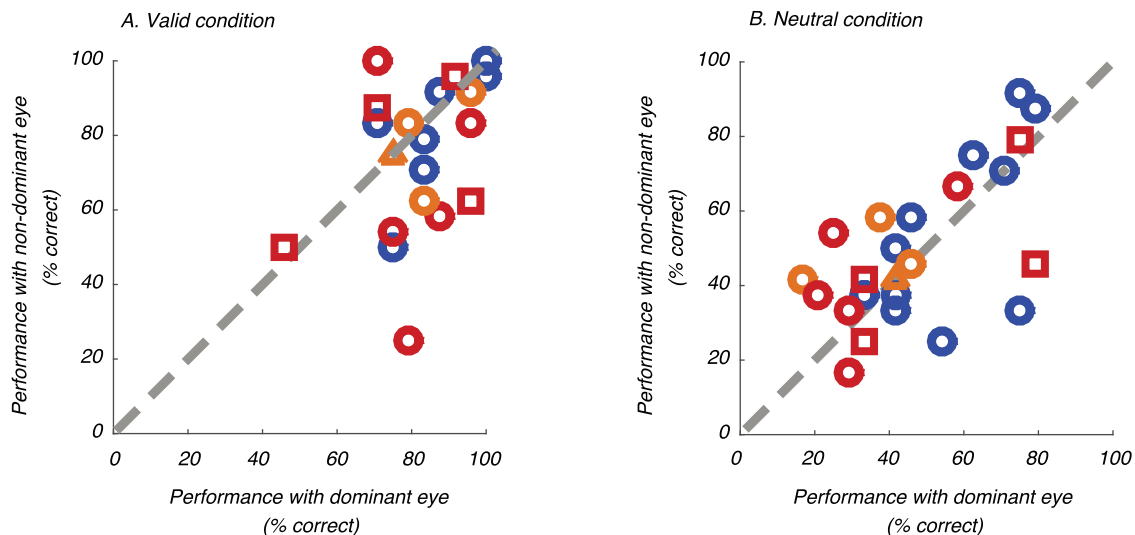 A. Valid condition
100
80
60
40
20
0
0 20 40 60 80 100
Performance with non-dominant eye
(% correct)
Performance with dominant eye
(% correct)
B. Neutral condition
100
80
60
40
20
0
0 20 40 60 80 100
Performance with non-dominant eye
(% correct)
Performance with dominant eye
(% correct)